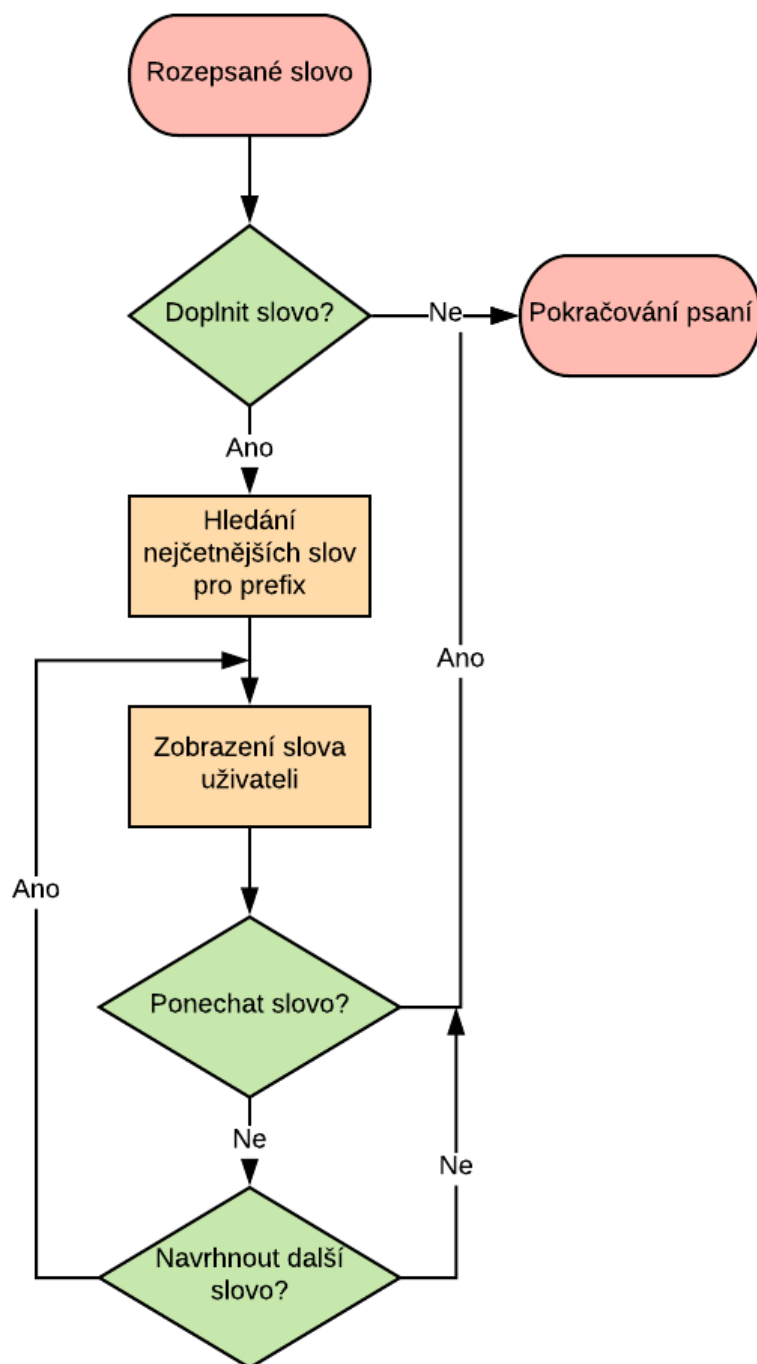 Rozepsané slovo
Doplnit slovo?
Ne
Pokračování psaní
Ano
Hledání
nejčetnějších slov
pro prefix
Ano
Zobrazení slova
uživateli
Ano
Ponechat slovo?
Ne
Ne
Navrhnout další
slovo?